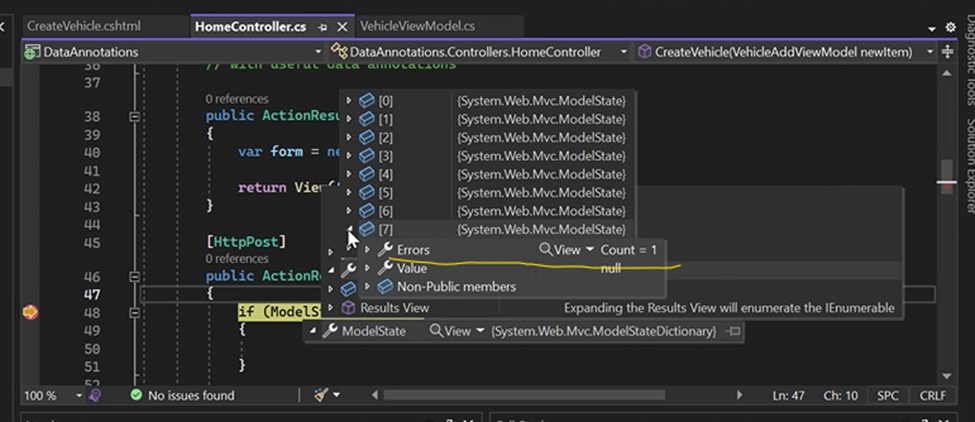 CreateVehicle.cshtml HomeController.cs VehicleViewModel.cs
DataAnnotations DataAnnotations.Controllers.HomeController CreateVehicle(VehicleAddViewModel newItem)
36 // with useful data annotations
37
0 references
38 public ActionResu
39 {
40 var form = ne
41
42 return View(
43 }
44
45 [HttpPost]
0 references
46 public ActionRe
47 {
48 if (ModelSt
49 {
50
51 }
52
[0] {System.Web.Mvc.ModelState}
[1] {System.Web.Mvc.ModelState}
[2] {System.Web.Mvc.ModelState}
[3] {System.Web.Mvc.ModelState}
[4] {System.Web.Mvc.ModelState}
[5] {System.Web.Mvc.ModelState}
[6] {System.Web.Mvc.ModelState}
[7] {System.Web.Mvc.ModelState}
Errors View Count = 1
Value null
Non-Public members
Results View Expanding the Results View will enumerate the IEnumerable
ModelState View {System.Web.Mvc.ModelStateDictionary}
100 % No issues found Ln: 47 Ch: 10 SPC CRLF
Diagnostic Tools
Solution Explorer